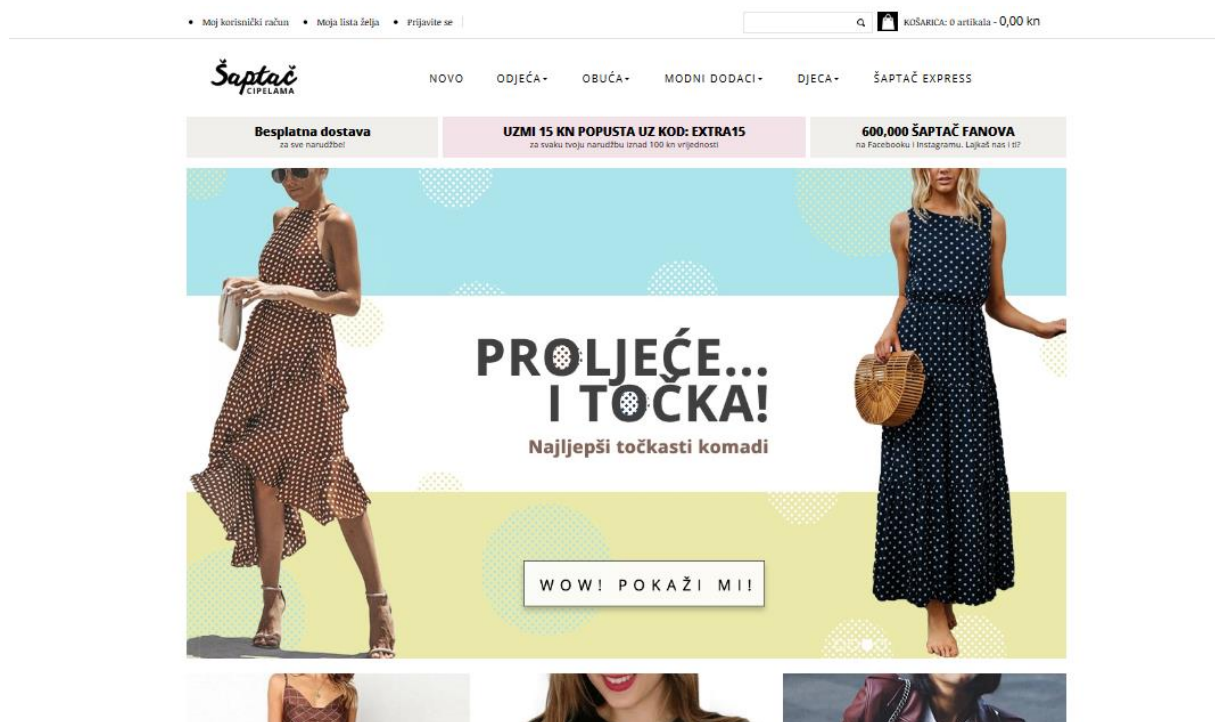 Moj korisnički račun
Moja lista želja
Prijavite se
KOŠARICA: 0 artikala - 0,00 kn
Šaptač
CIPELAMA
NOVO
ODJEĆA
OBUĆA
MODNI DODACI
DJECA
ŠAPTAČ EXPRESS
Besplatna dostava
za sve narudžbe!
UZMI 15 KN POPUSTA UZ KOD: EXTRA15
za svaku tvoju narudžbu iznad 100 kn vrijednosti
600,000 ŠAPTAČ FANOVA
na Facebooku i Instagramu. Lajkaš nas i ti?
PROLJEĆE...
I TOČKA!
Najljepši točkasti komadi
WOW! POKAŽI MI!